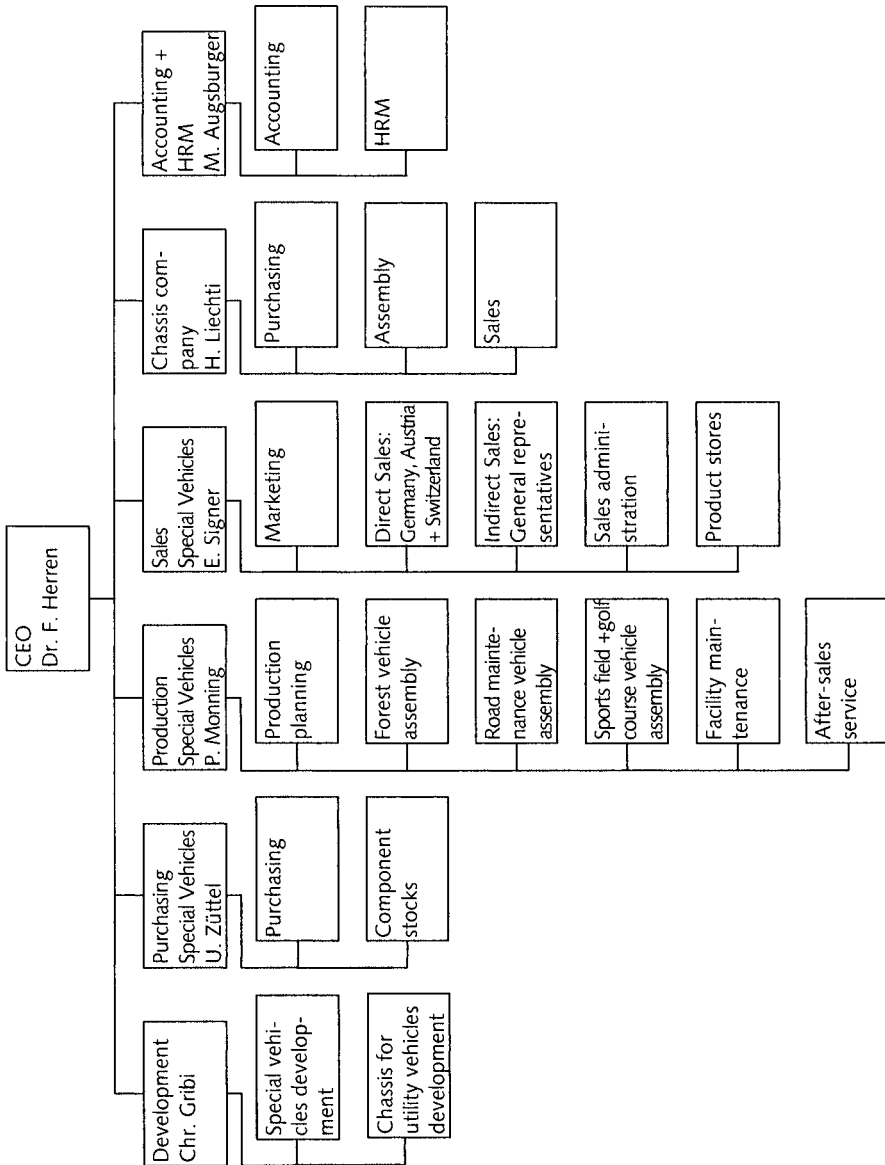 CEO
Dr. F. Herren
Development
Chr. Gribi
Special vehi-
cles develop-
ment
Chassis for
utility vehicles
development
Purchasing
Special Vehicles
U. Züttel
Purchasing
Component
stocks
Production
Special Vehicles
P. Monning
Production
planning
Forest vehicle
assembly
Road mainte-
nance vehicle
assembly
Sports field +golf
course vehicle
assembly
Facility main-
tenance
After-sales
service
Sales
Special Vehicles
E. Signer
Marketing
Direct Sales:
Germany, Austria
+ Switzerland
Indirect Sales:
General repre-
sentatives
Sales admini-
stration
Product stores
Chassis com-
pany
H. Liechti
Purchasing
Assembly
Sales
Accounting +
HRM
M. Augsburger
Accounting
HRM